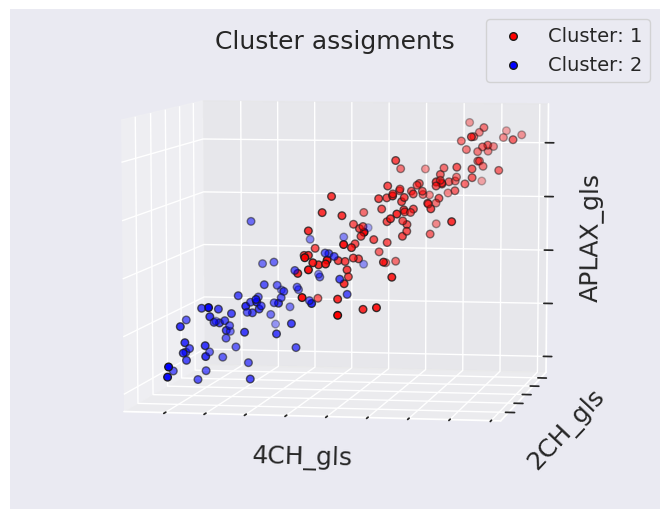 Cluster assigments
Cluster: 1
Cluster: 2
APLAX_gls
2CH_gls
4CH_gls